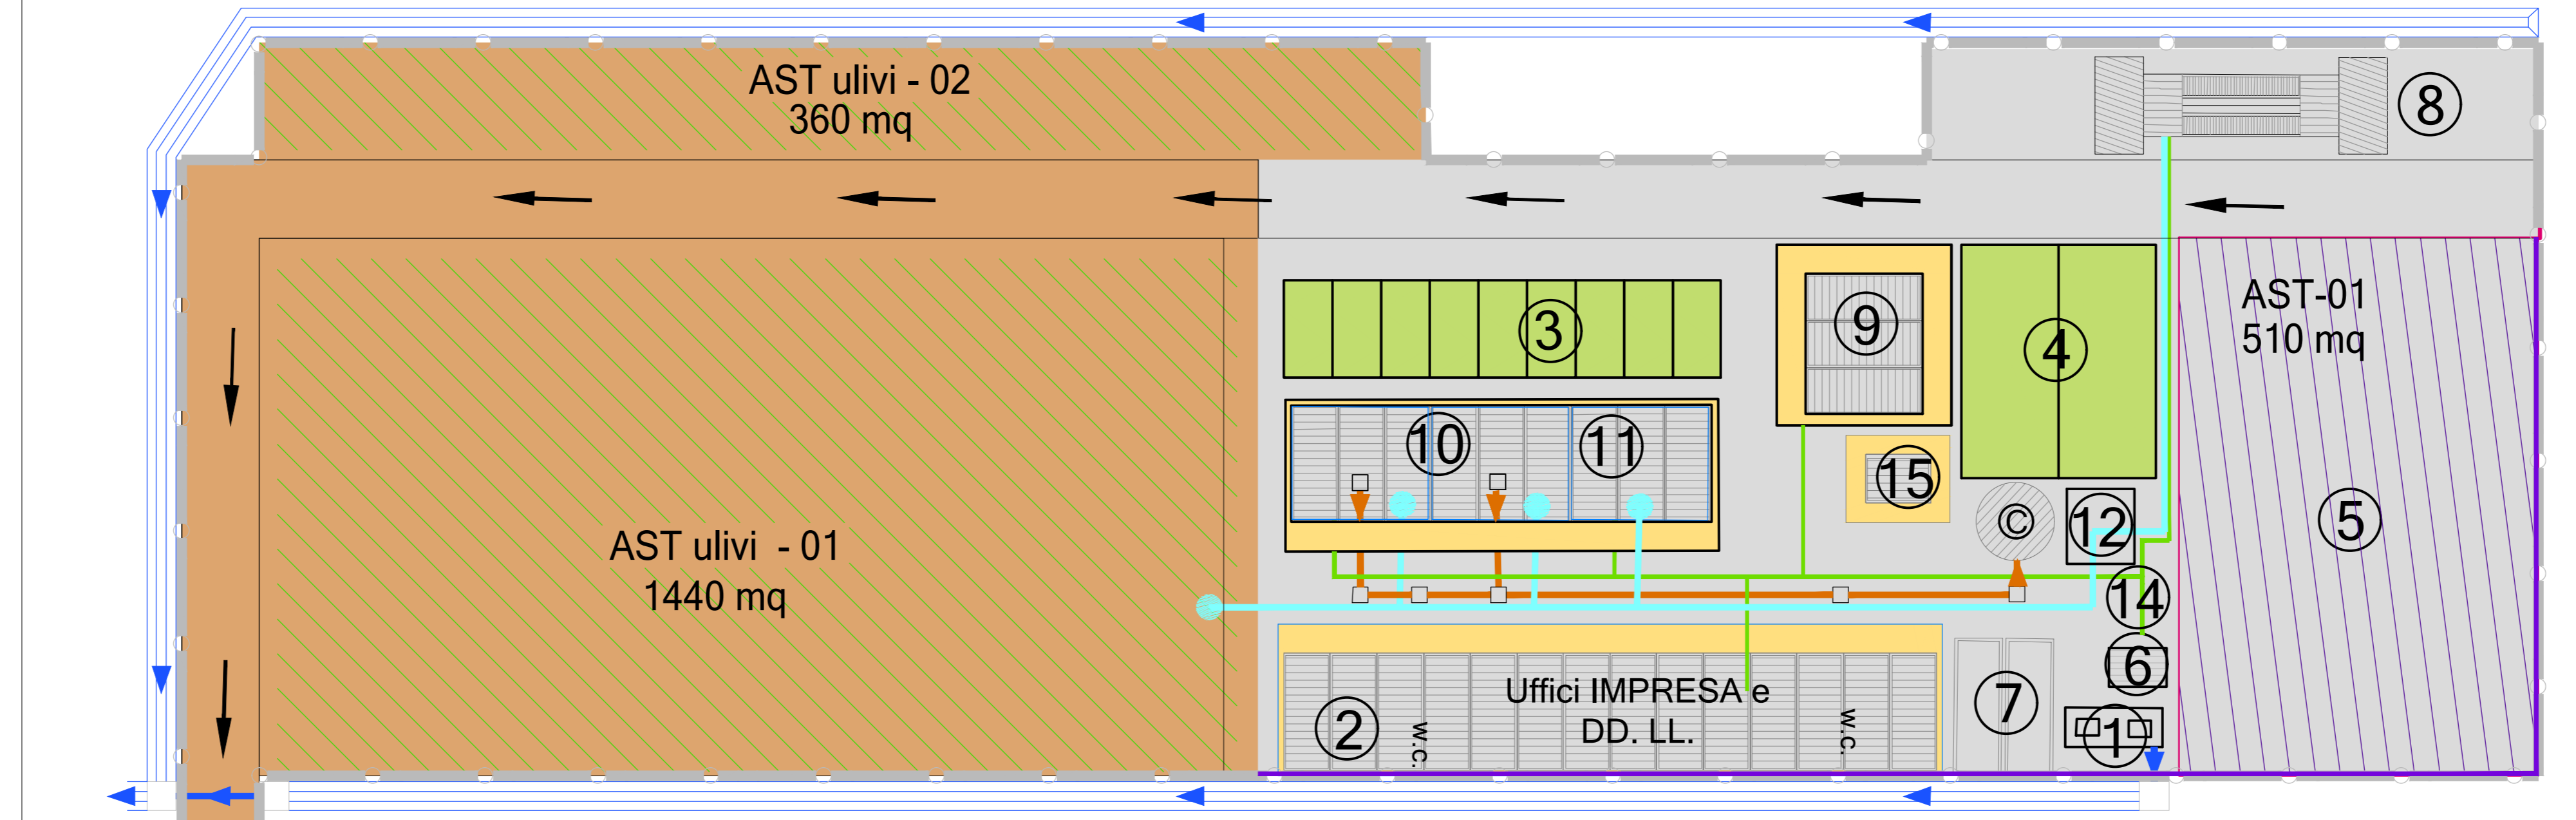 AST ulivi - 02
360 mq
8
AST-01
510 mq
3
9
4
10
11
15
©
12
5
AST ulivi - 01
1440 mq
14
6
Uffici IMPRESA e
DD. LL.
2
w.c.
w.c.
7
1